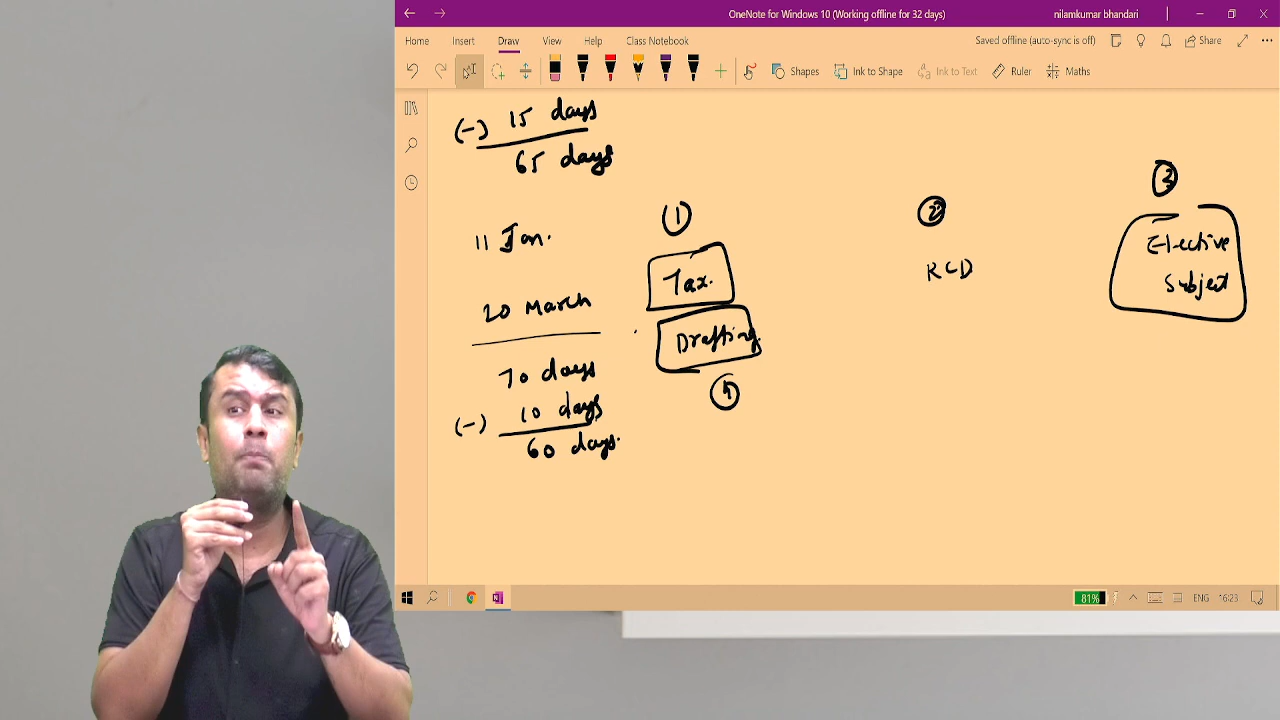 OneNote for Windows 10 (Working offline for 32 days)
nilamkumar bhandari
Home Insert Draw View Help Class Notebook
Saved offline (auto-sync is off) Share
Shapes Ink to Shape Ink to Text Ruler Maths
(-) 15 days
65 days
11 Jan.
20 March
70 days
(-) 10 days
60 days.
1
Tax.
Drafting.
4
2
RCD
3
Elective
Subject
81% ENG 16:23